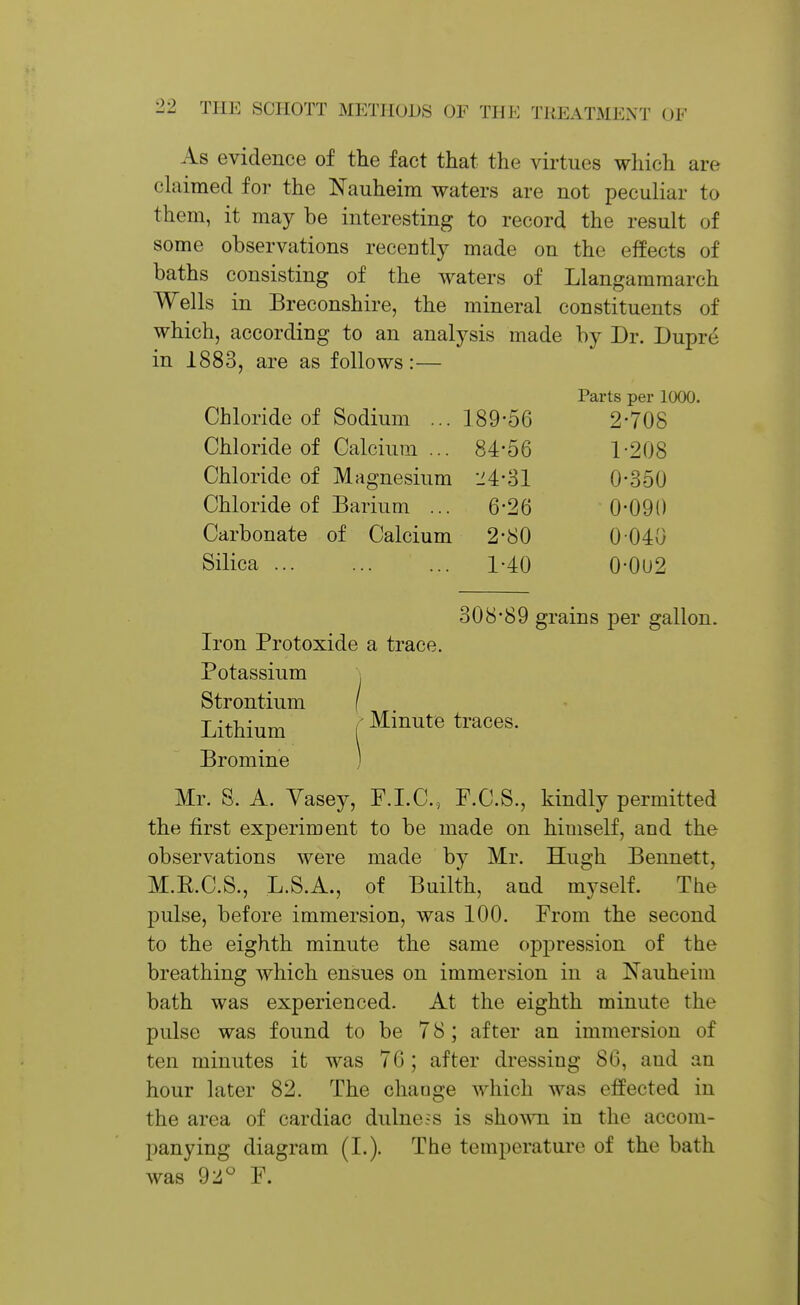 22 THE SCHOTT METHODS OF THE TREATMENT OF
As evidence of the fact that the virtues which are
claimed for the Nauheim waters are not peculiar to
them, it may be interesting to record the result of
some observations recently made on the effects of
baths consisting of the waters of Llangammarch
Wells in Breconshire, the mineral constituents of
which, according to an analysis made by Dr. Dupré
in 1883, are as follows:—
Parts per 1000.
Chloride of Sodium ... 189·56 2·708
Chloride of Calcium ... 84·56 1·208
Chloride of Magnesium 24·31 0·350
Chloride of Barium ... 6·26 0·090
Carbonate of Calcium 2·80 0·040
Silica ... ... ... 1·40 0·002
308·89 grains per gallon.
Iron Protoxide a trace.
Potassium
Strontium
Lithium } Minute traces.
Bromine
Mr. S. A. Vasey, F.I.C., F.C.S., kindly permitted
the first experiment to be made on himself, and the
observations were made by Mr. Hugh Bennett,
M.R.C.S., L.S.A., of Builth, and myself. The
pulse, before immersion, was 100. From the second
to the eighth minute the same oppression of the
breathing which ensues on immersion in a Nauheim
bath was experienced. At the eighth minute the
pulse was found to be 78; after an immersion of
ten minutes it was 76; after dressing 86, and an
hour later 82. The change which was effected in
the area of cardiac dulness is shown in the accom-
panying diagram (I.). The temperature of the bath
was 92° F.